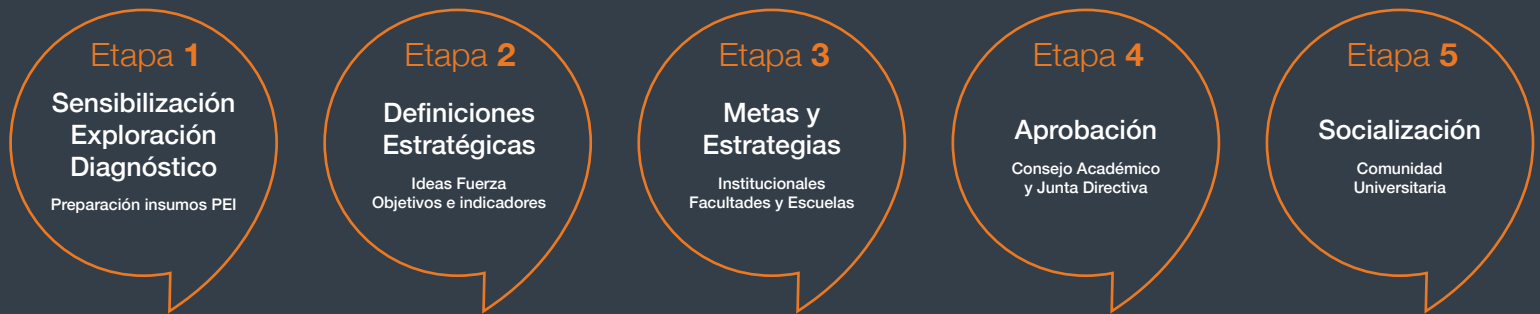 Etapa 1
Sensibilización
Exploración
Diagnóstico
Preparación insumos PEI
Etapa 2
Definiciones
Estratégicas
Ideas Fuerza
Objetivos e indicadores
Etapa 3
Metas y
Estrategias
Institucionales
Facultades y Escuelas
Etapa 4
Aprobación
Consejo Académico
y Junta Directiva
Etapa 5
Socialización
Comunidad
Universitaria